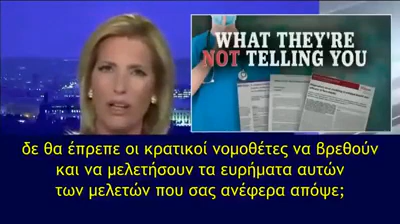 WHAT THEY'RE
NOT TELLING YOU
δε θα έπρεπε οι κρατικοί νομοθέτες να βρεθούν
και να μελετήσουν τα ευρήματα αυτών
των μελετών που σας ανέφερα απόψε;